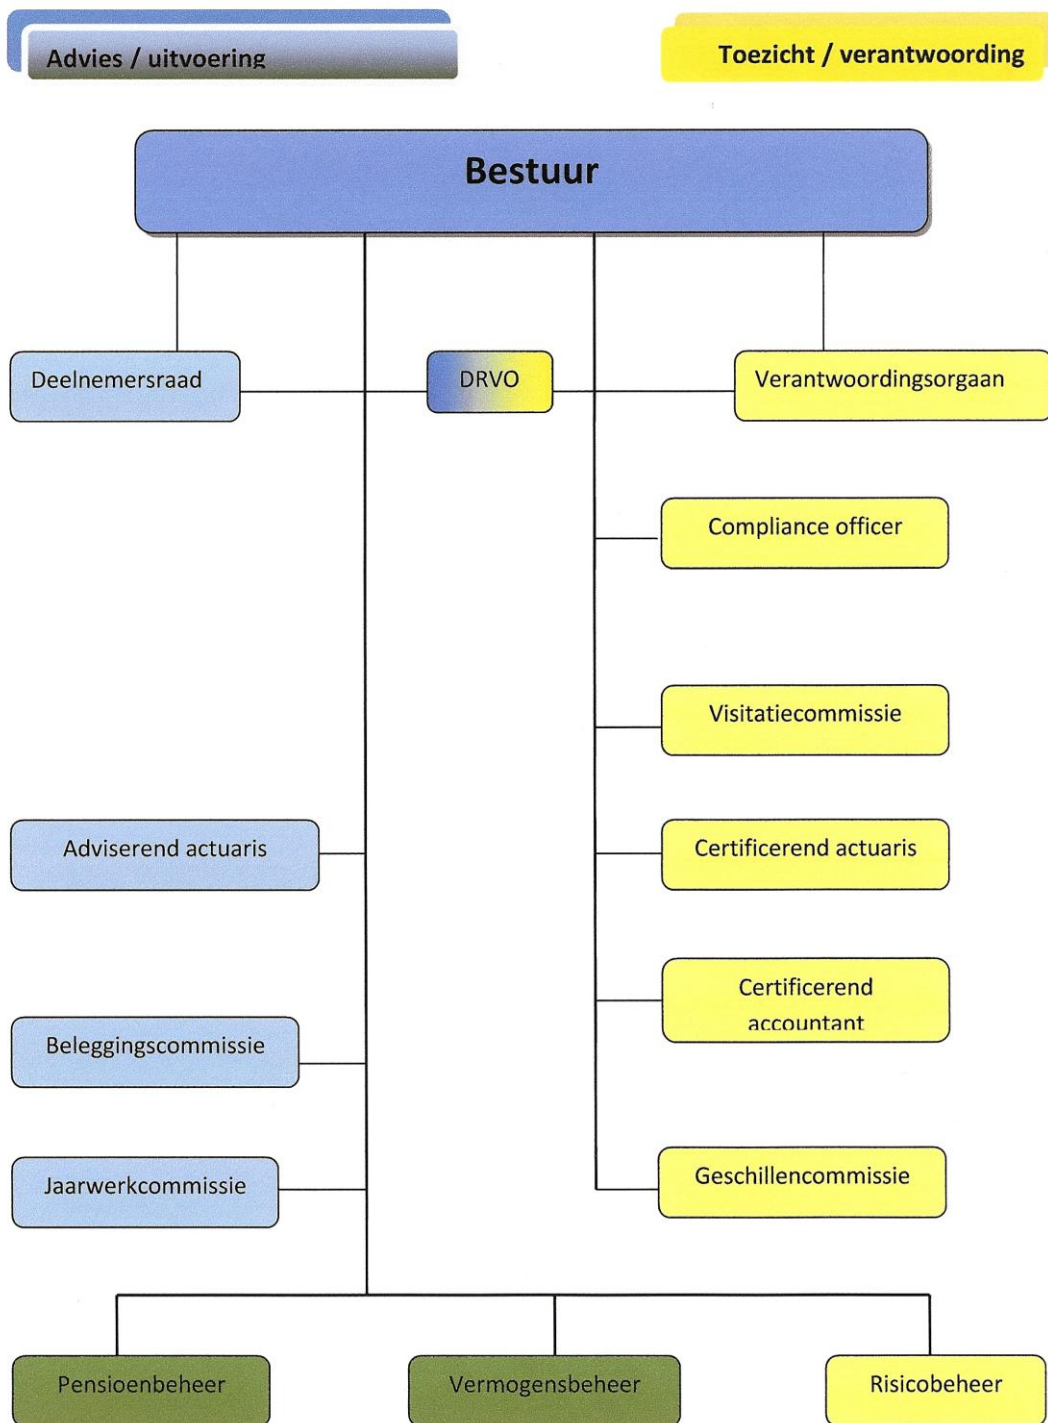 Advies / uitvoering
Toezicht / verantwoording
Bestuur
Deelnemersraad
DRVO
Verantwoordingsorgaan
Compliance officer
Visitatiecommissie
Adviserend actuaris
Certificerend actuaris
Certificerend
accountant
Beleggingscommissie
Jaarwerkcommissie
Geschillencommissie
Pensioenbeheer
Vermogensbeheer
Risicobeheer